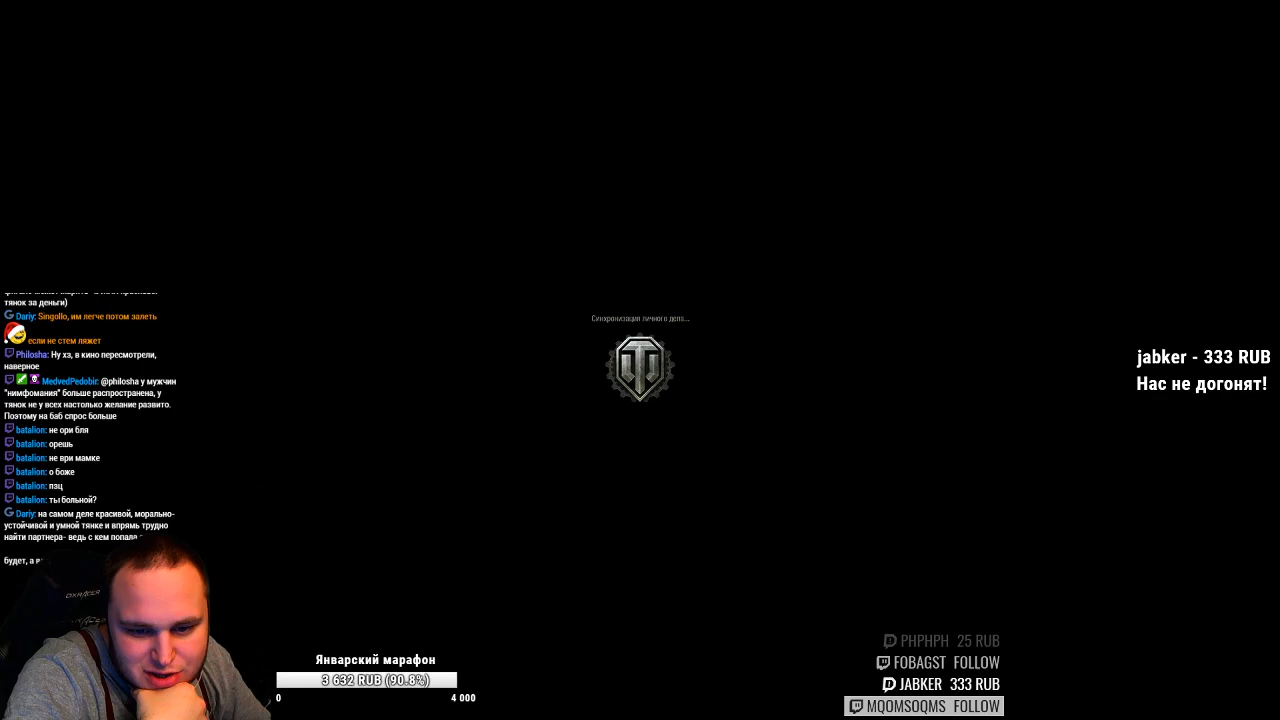 тянок за деньги)
Dariy: Singollo, им легче потом залеть
если не стем ляжет
Philosha: Ну хз, в кино пересмотрели,
наверное
MedvedPedobir: @philosha у мужчин
"нимфомания" больше распространена, у
тянок не у всех настолько желание развито.
Поэтому на баб спрос больше
batalion: не ори бля
batalion: орешь
batalion: не ври мамке
batalion: о боже
batalion: пзц
batalion: ты больной?
Dariy: на самом деле красивой, морально-
устойчивой и умной тянке и впрямь трудно
найти партнера- ведь с кем попала
будет, а в
Синхронизация личного дела...
jabker - 333 RUB
Нас не догонят!
DXRACER
Январский марафон
3 632 RUB (90.8%)
0 4 000
PHPHPH 25 RUB
FOBAGST FOLLOW
JABKER 333 RUB
MQOMSOQMS FOLLOW